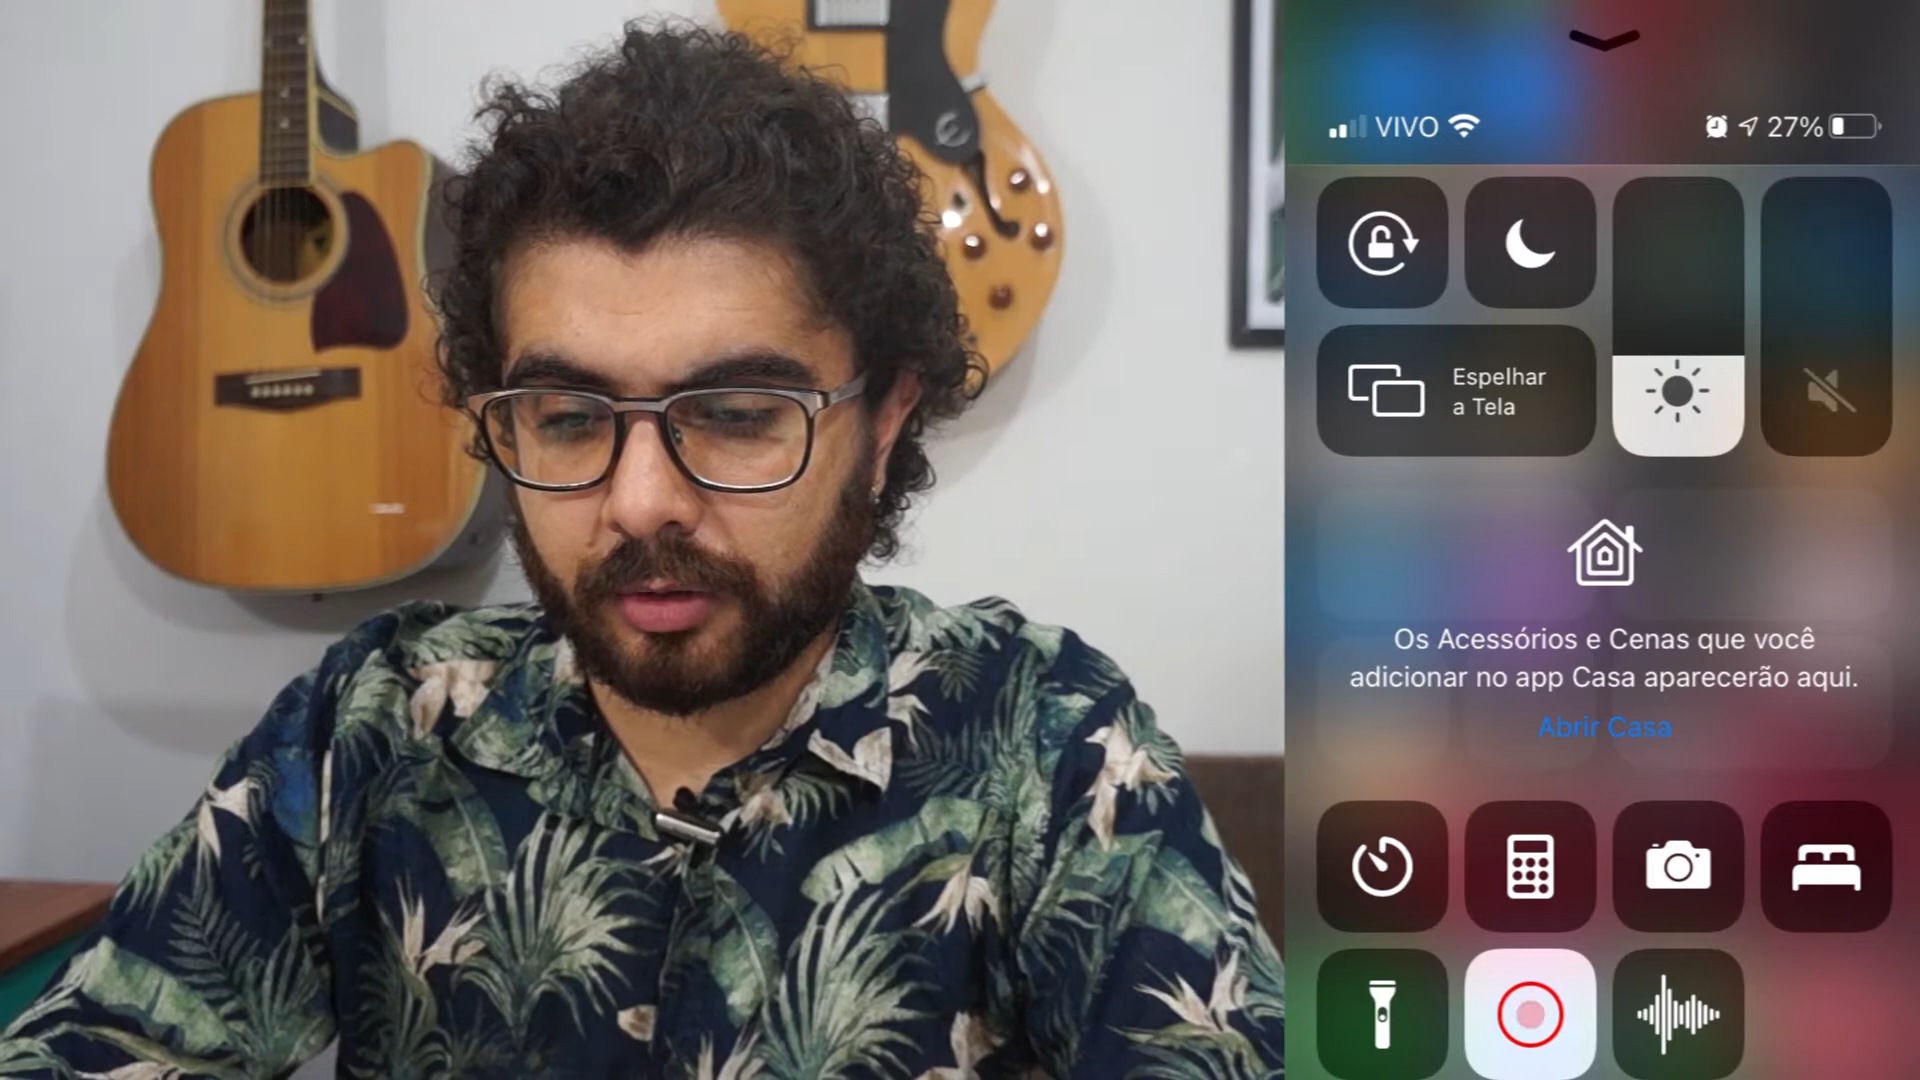 VIVO
27%
Espelhar
a Tela
Os Acessórios e Cenas que você
adicionar no app Casa aparecerão aqui.
Abrir Casa